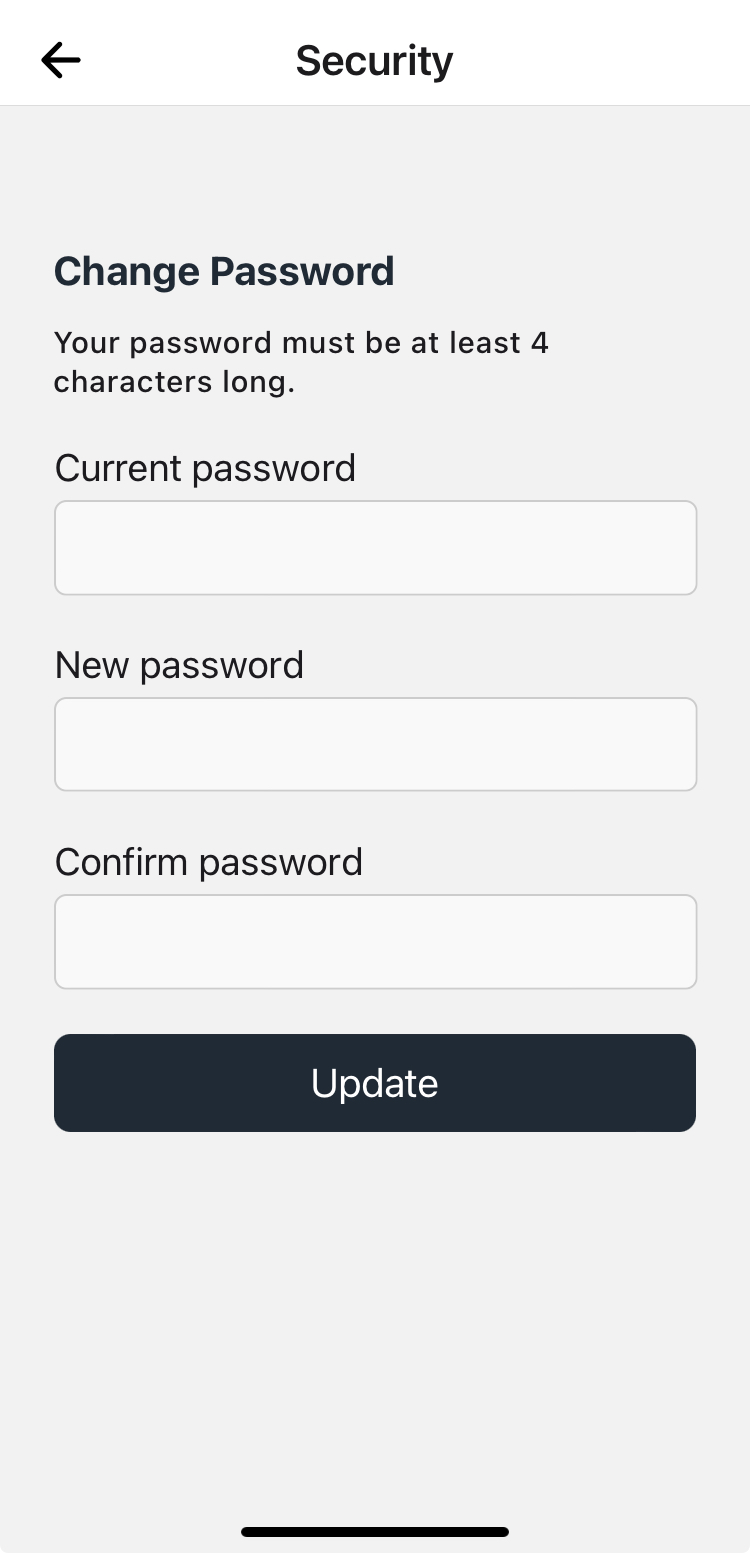 Security
Change Password
Your password must be at least 4
characters long.
Current password
New password
Confirm password
Update